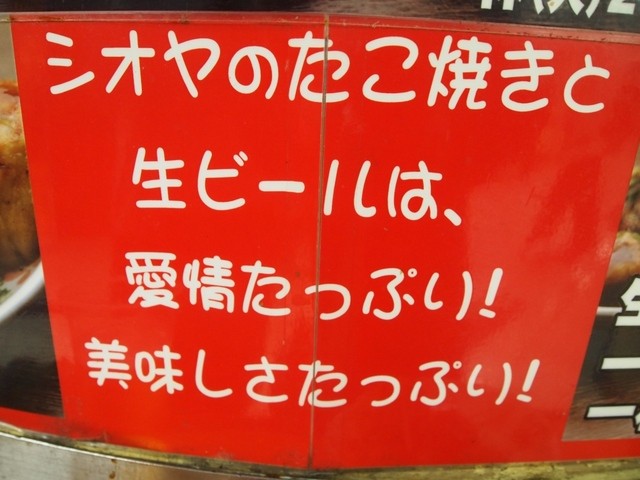 シオヤのたこ焼きと
生ビールは、
愛情たっぷり!
美味しさたっぷり!